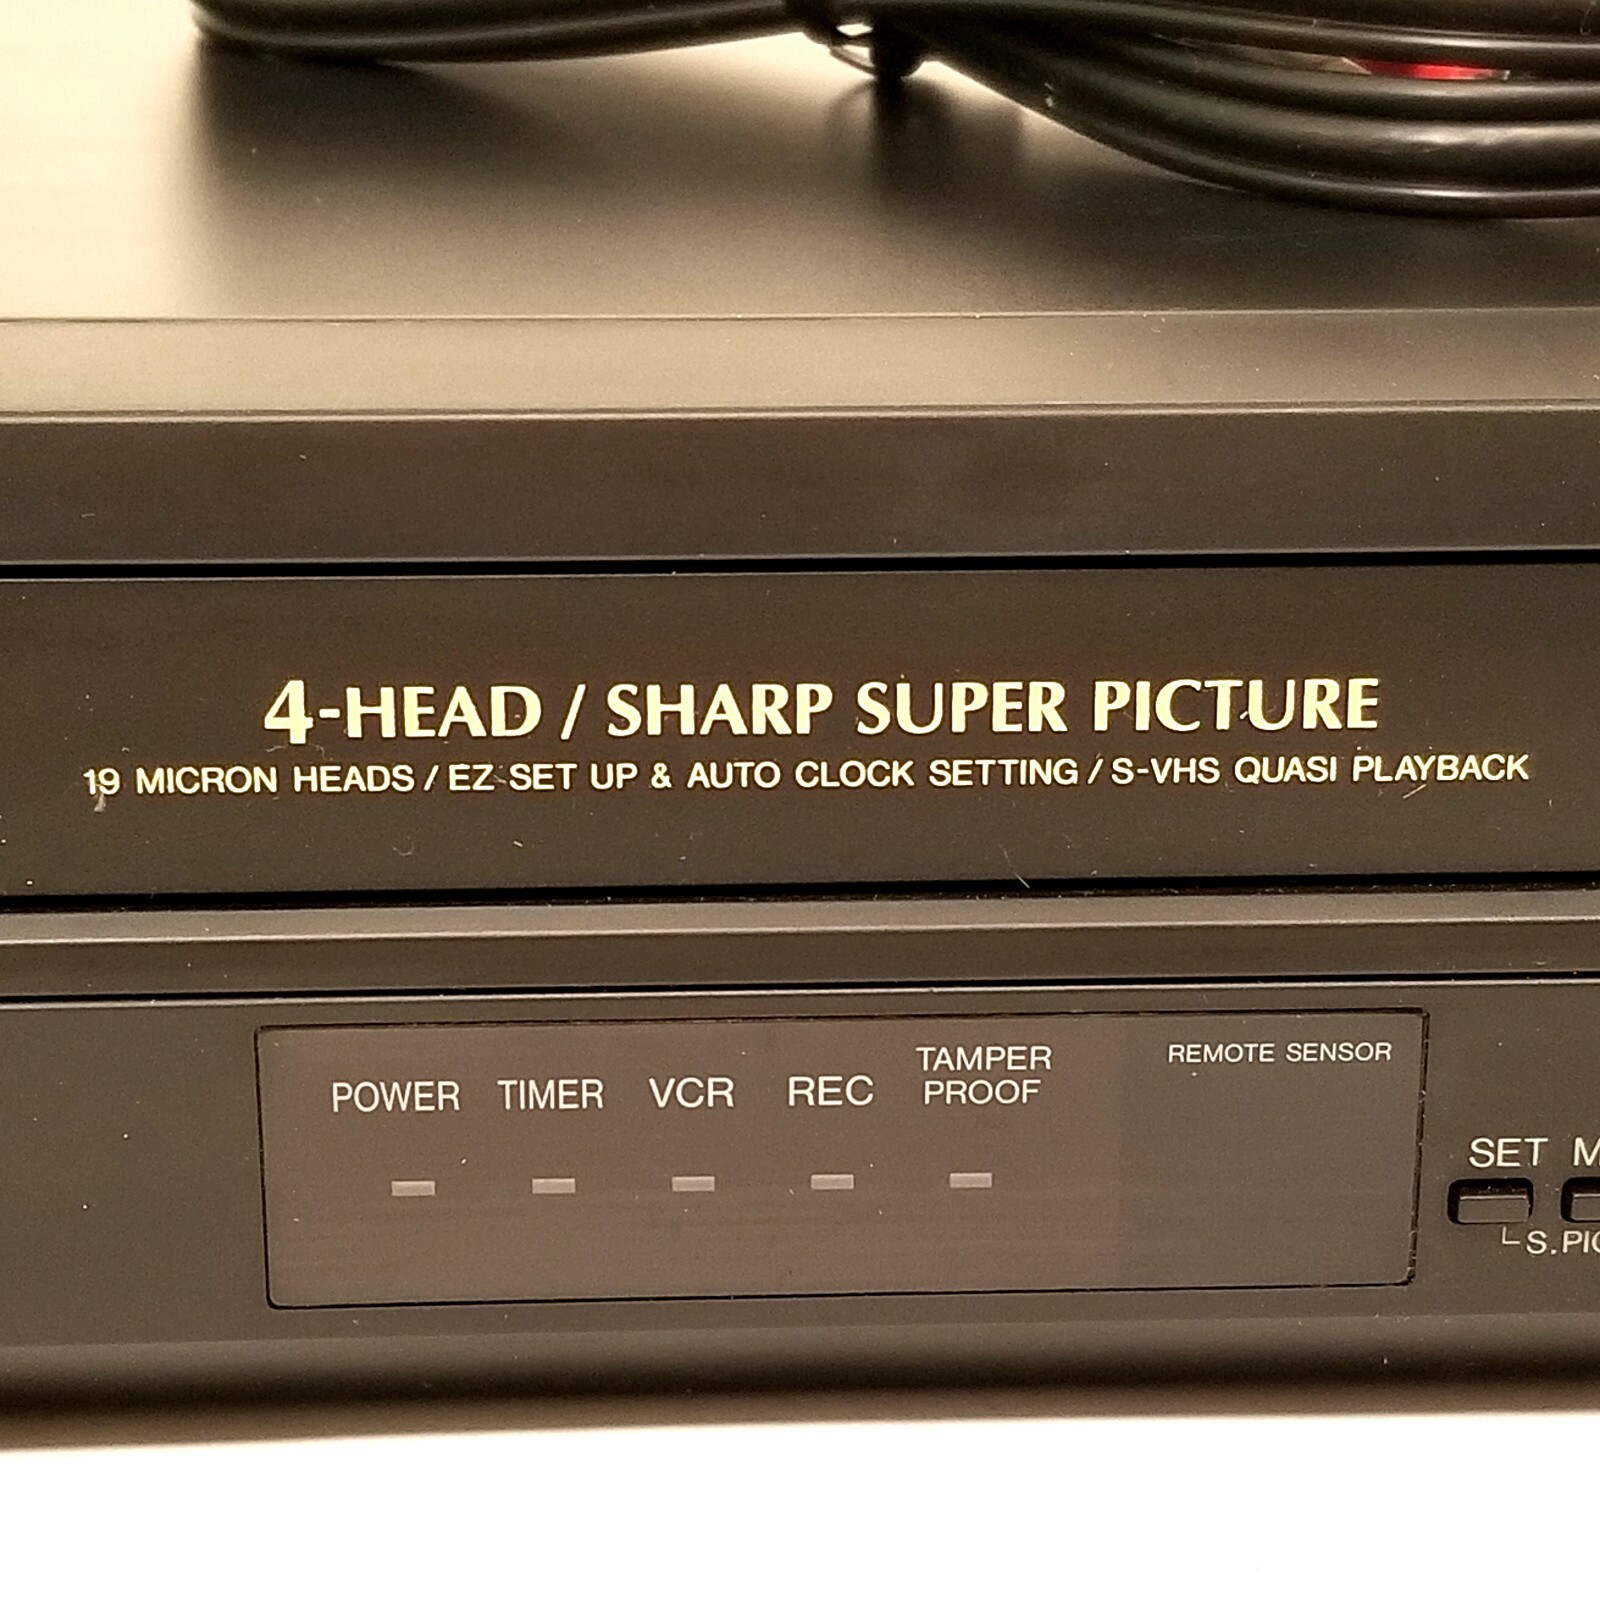 4-HEAD / SHARP SUPER PICTURE
19 MICRON HEADS / EZ SET UP & AUTO CLOCK SETTING / S-VHS QUASI PLAYBACK
POWER TIMER VCR REC TAMPER PROOF
REMOTE SENSOR
SET
S.PIC